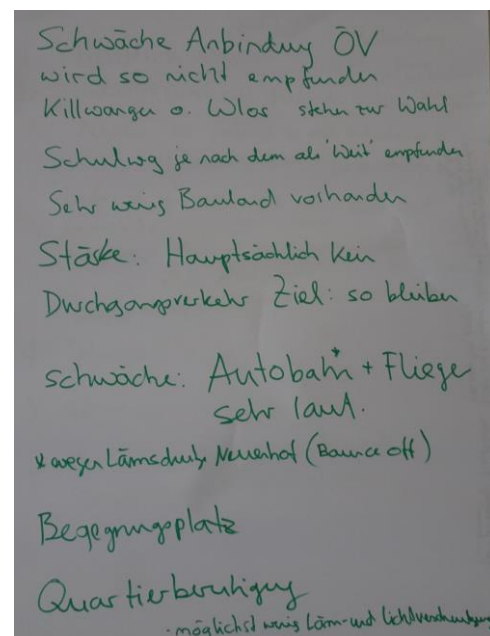 Schwäche Anbindung ÖV
wird so nicht empfunden
Killwangen o. Wlos stehn zur Wahl
Schulweg je nach dem als 'weit' empfunden
Sehr wenig Bauland vorhanden
Stärke: Hauptsächlich Kein
Durchgangsverkehr Ziel: so bleiben
schwäche: Autobahn* + Flieger
sehr laut.
* wegen Lärmschutz Neuenhof (Bounce off)
Begegnungsplatz
Quartierberuhigung
- möglichst wenig Lärm- und Lichtverschmutzung